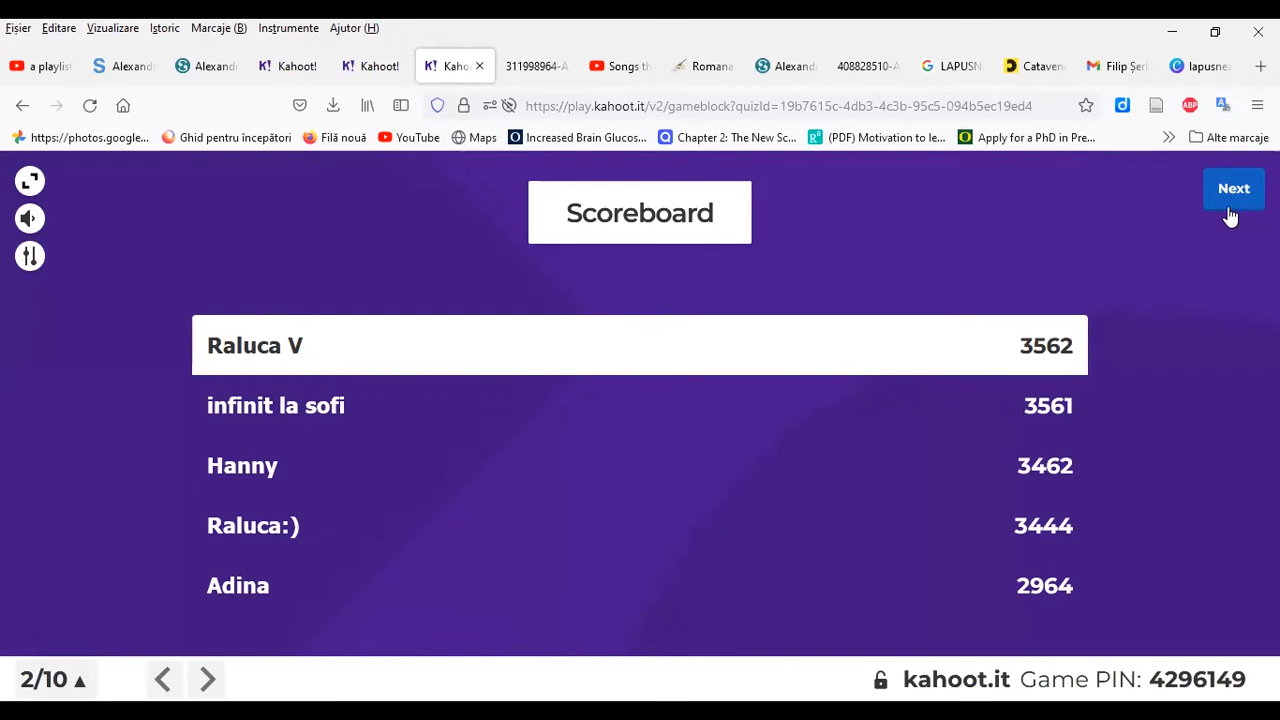 Fișier Editare Vizualizare Istoric Marcaje (B) Instrumente Ajutor (H)
a playlis Alexand Alexand K! Kahoot! K! Kahoot! K! Kahoo 311998964-A Songs th Romana Alexand 408828510-A LAPUSN Cataven Filip Șer lapusne
https://play.kahoot.it/v2/gameblock?quizId=19b7615c-4db3-4c3b-95c5-094b5ec19ed4
https://photos.google... Ghid pentru începători Filă nouă YouTube Maps Increased Brain Glucos... Chapter 2: The New Sc... (PDF) Motivation to le... Apply for a PhD in Pre... Alte marcaje
Next
Scoreboard
Raluca V 3562
infinit la sofi 3561
Hanny 3462
Raluca:) 3444
Adina 2964
2/10 kahoot.it Game PIN: 4296149